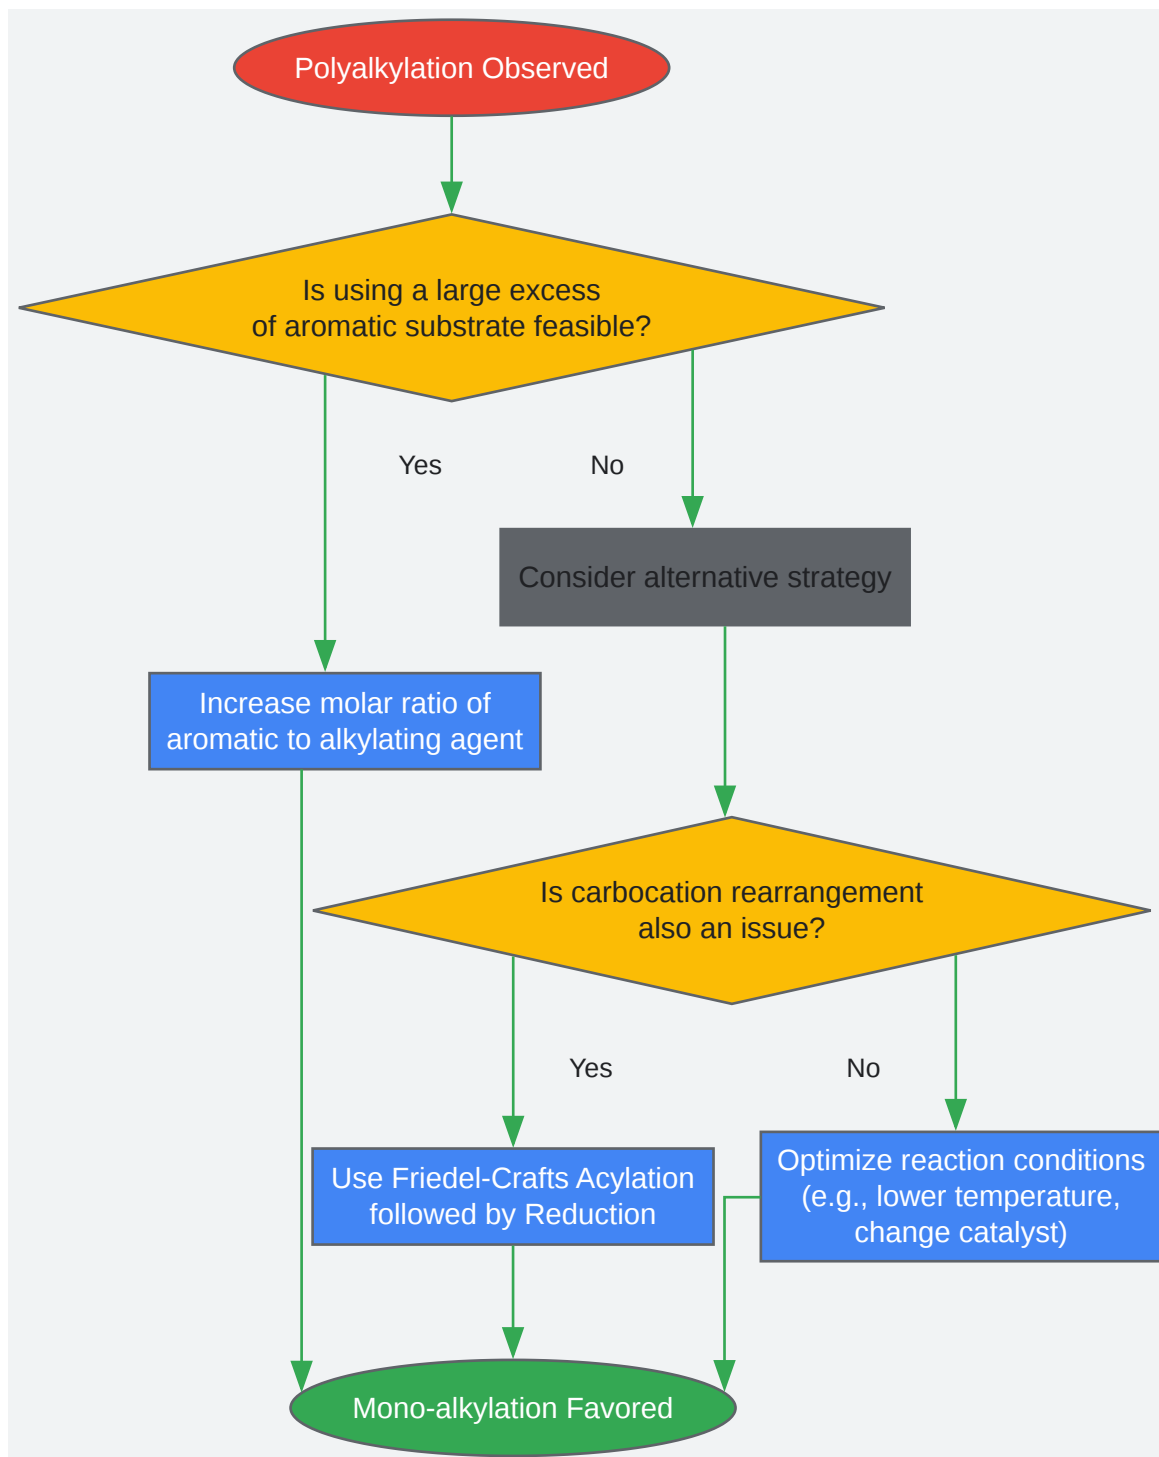 Polyalkylation Observed
Is using a large excess
of aromatic substrate feasible?
Yes
No
Consider alternative strategy
Increase molar ratio of
aromatic to alkylating agent
Is carbocation rearrangement
also an issue?
Yes
No
Use Friedel-Crafts Acylation
followed by Reduction
Optimize reaction conditions
(e.g., lower temperature,
change catalyst)
Mono-alkylation Favored